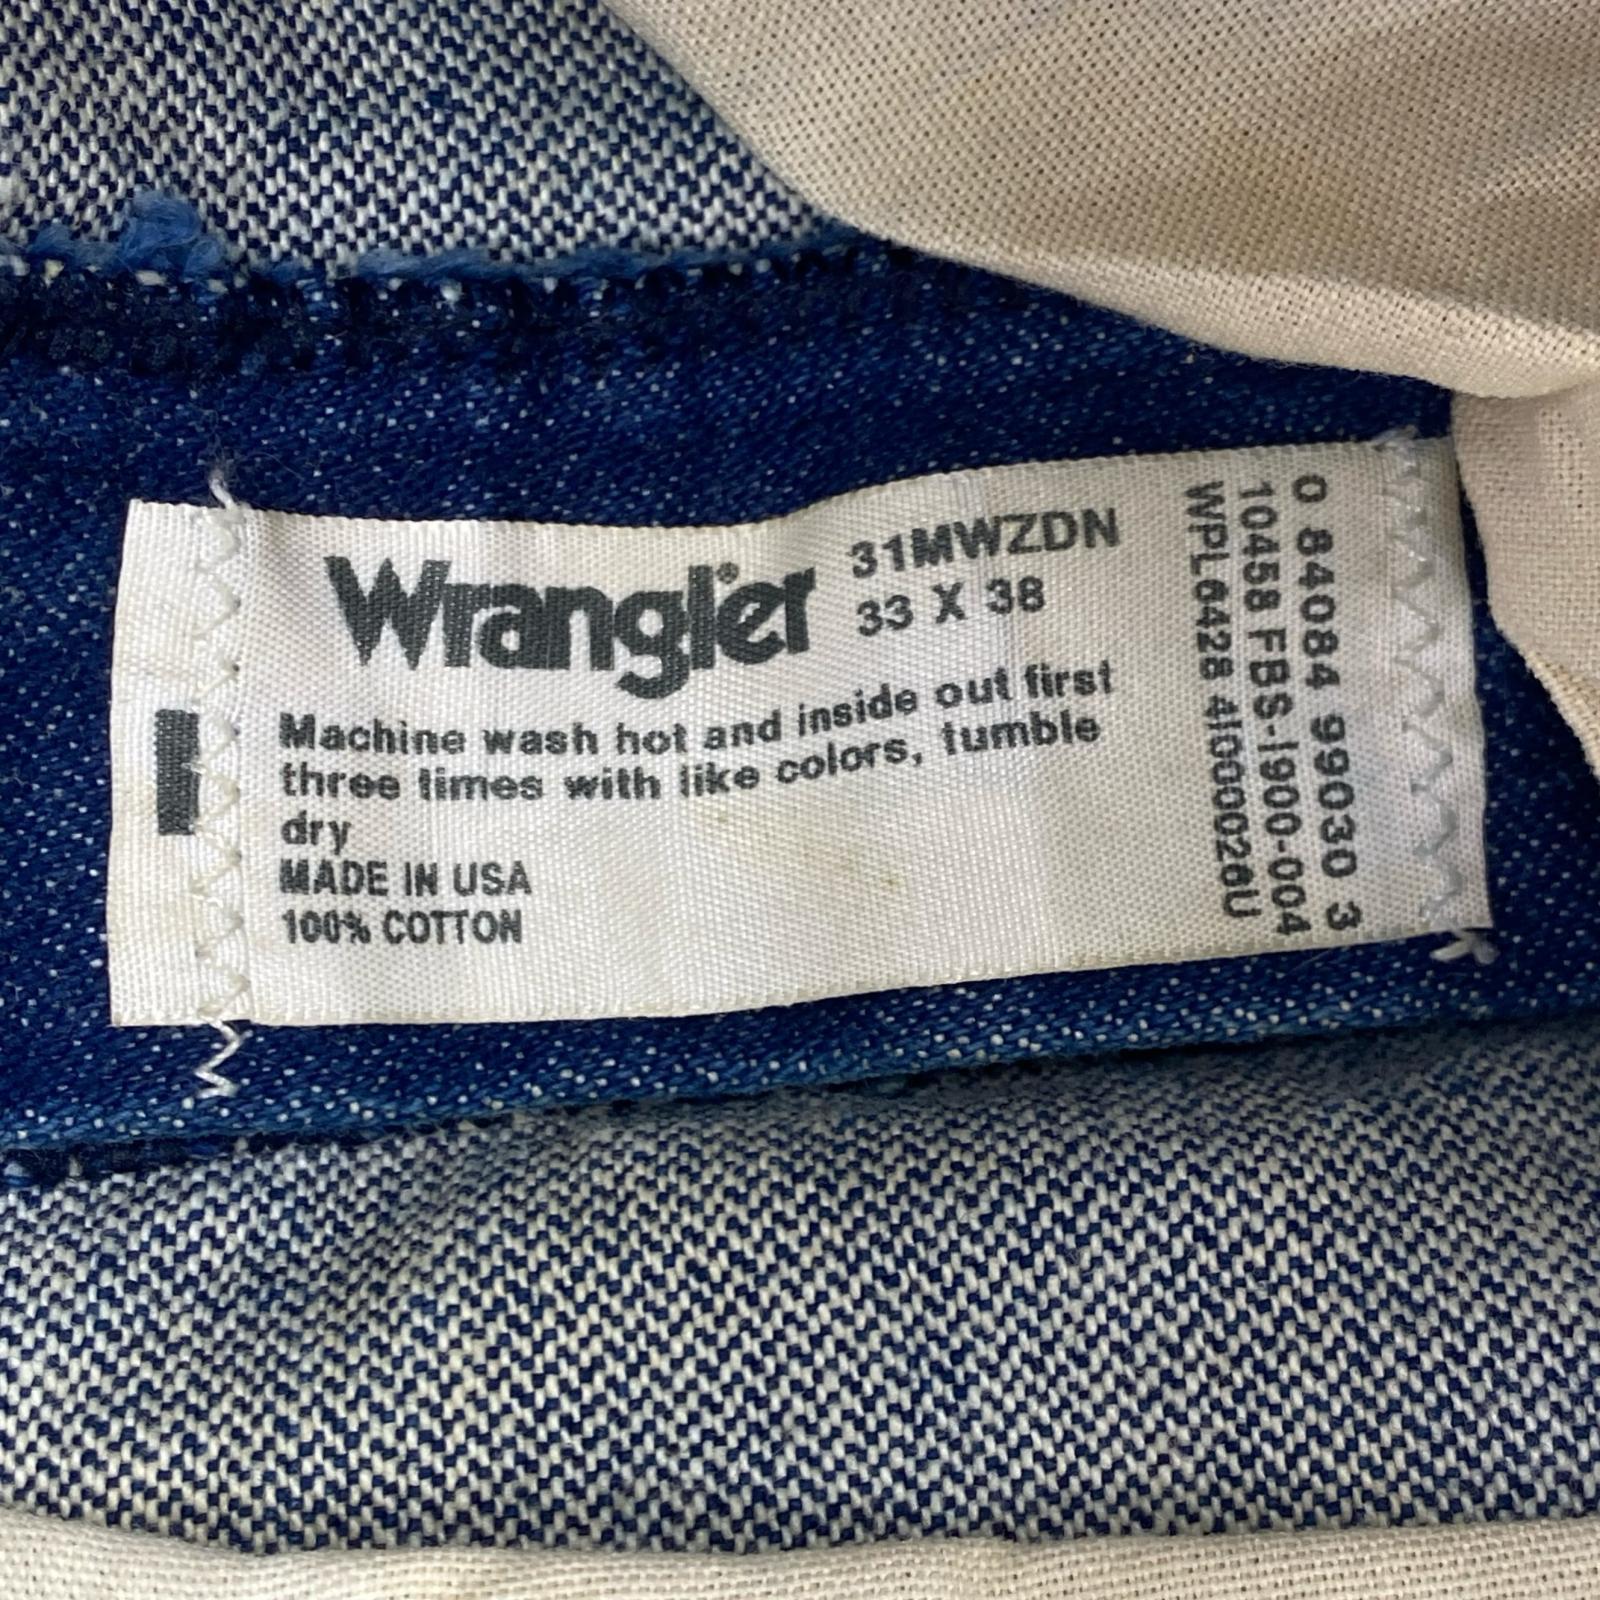 Wrangler®
31MWZDN
33 X 38
Machine wash hot and inside out first
three times with like colors, tumble
dry
MADE IN USA
100% COTTON
0 84084 99030 3
10458 FBS-I900-004
WPL6428 4I000026U